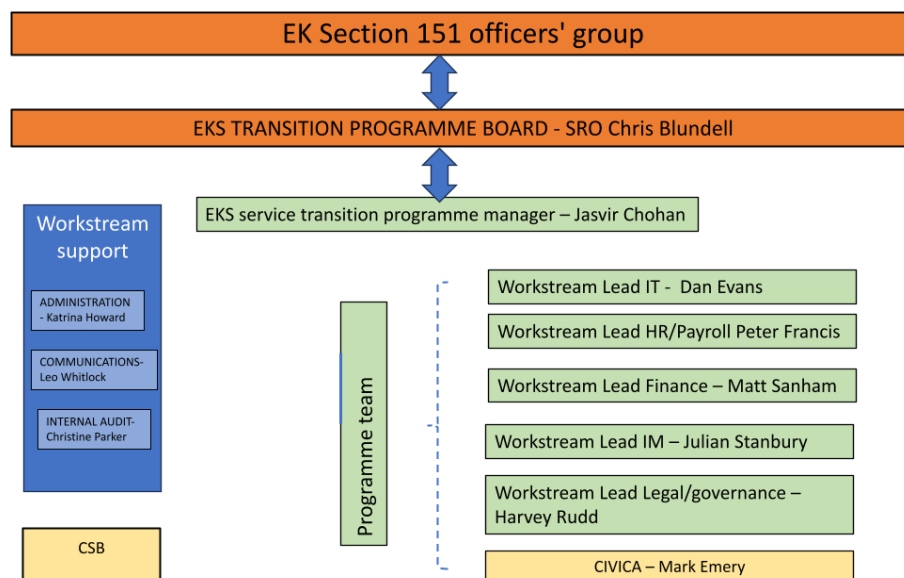 EK Section 151 officers' group
EKS TRANSITION PROGRAMME BOARD - SRO Chris Blundell
EKS service transition programme manager – Jasvir Chohan
Workstream
support
ADMINISTRATION
- Katrina Howard
COMMUNICATIONS-
Leo Whitlock
INTERNAL AUDIT-
Christine Parker
CSB
Programme team
Workstream Lead IT -  Dan Evans
Workstream Lead HR/Payroll Peter Francis
Workstream Lead Finance – Matt Sanham
Workstream Lead IM – Julian Stanbury
Workstream Lead Legal/governance –
Harvey Rudd
CIVICA – Mark Emery